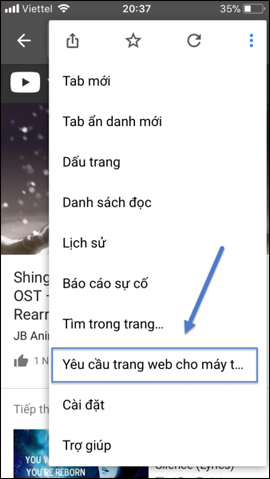 Viettel 20:37 35%
Tab mới
Tab ẩn danh mới
Dấu trang
Danh sách đọc
Lịch sử
Báo cáo sự cố
Tìm trong trang...
Yêu cầu trang web cho máy t...
Cài đặt
Trợ giúp
Shing
OST -
Rearr
JB Ani
1 N
Tiếp th
YOU W
YOU'RE REBORN
Silence (Lyrics)